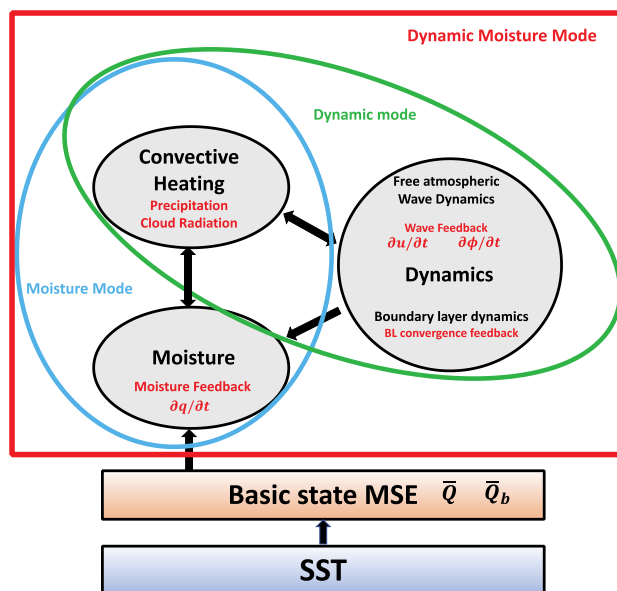 Dynamic Moisture Mode
Dynamic mode
Convective
Heating
Precipitation
Cloud Radiation
Free atmospheric
Wave Dynamics
Wave Feedback
∂u/∂t ∂ϕ/∂t
Dynamics
Boundary layer dynamics
BL convergence feedback
Moisture Mode
Moisture
Moisture Feedback
∂q/∂t
Basic state MSE Q̅ Q̅_b
SST